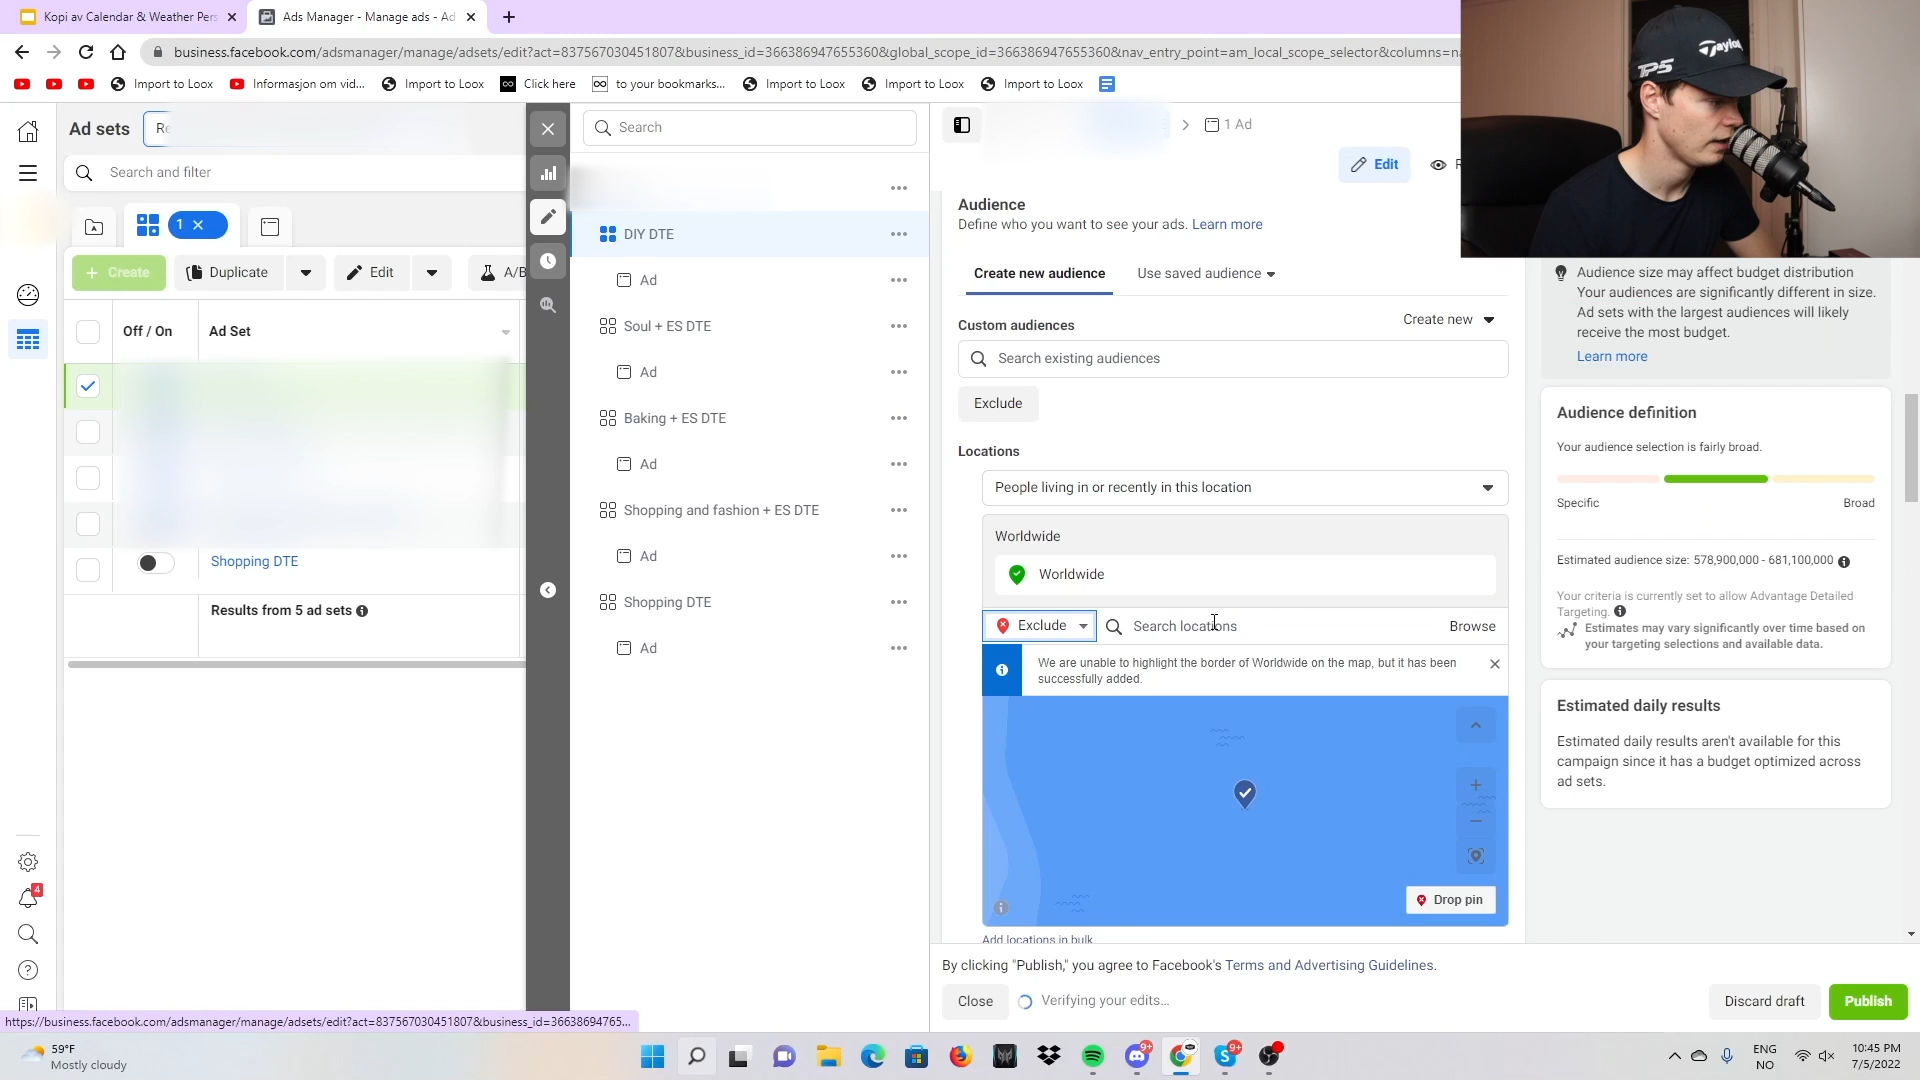 Kopi av Calendar & Weather Pers
Ads Manager - Manage ads - Ad
business.facebook.com/adsmanager/manage/adsets/edit?act=837567030451807&business_id=366386947655360&global_scope_id=366386947655360&nav_entry_point=am_local_scope_selector&columns=na
Import to Loox
Informasjon om vid...
Import to Loox
Click here
to your bookmarks...
Import to Loox
Import to Loox
Import to Loox
Taylor
TP5
Ad sets
Re
Search and filter
1
Create
Duplicate
Edit
A/B
Off / On
Ad Set
Shopping DTE
Results from 5 ad sets
Search
DIY DTE
Ad
Soul + ES DTE
Ad
Baking + ES DTE
Ad
Shopping and fashion + ES DTE
Ad
Shopping DTE
Ad
1 Ad
Edit
R
Audience
Define who you want to see your ads. Learn more
Create new audience
Use saved audience
Custom audiences
Create new
Search existing audiences
Exclude
Locations
People living in or recently in this location
Worldwide
Worldwide
Exclude
Search locations
Browse
We are unable to highlight the border of Worldwide on the map, but it has been
successfully added.
Drop pin
Add locations in bulk
By clicking "Publish," you agree to Facebook's Terms and Advertising Guidelines.
Close
Verifying your edits...
Discard draft
Publish
Audience size may affect budget distribution
Your audiences are significantly different in size.
Ad sets with the largest audiences will likely
receive the most budget.
Learn more
Audience definition
Your audience selection is fairly broad.
Specific
Broad
Estimated audience size: 578,900,000 - 681,100,000
Your criteria is currently set to allow Advantage Detailed
Targeting.
Estimates may vary significantly over time based on
your targeting selections and available data.
Estimated daily results
Estimated daily results aren't available for this
campaign since it has a budget optimized across
ad sets.
4
https://business.facebook.com/adsmanager/manage/adsets/edit?act=837567030451807&business_id=36638694765...
59°F
Mostly cloudy
9+
9+
ENG
NO
10:45 PM
7/5/2022